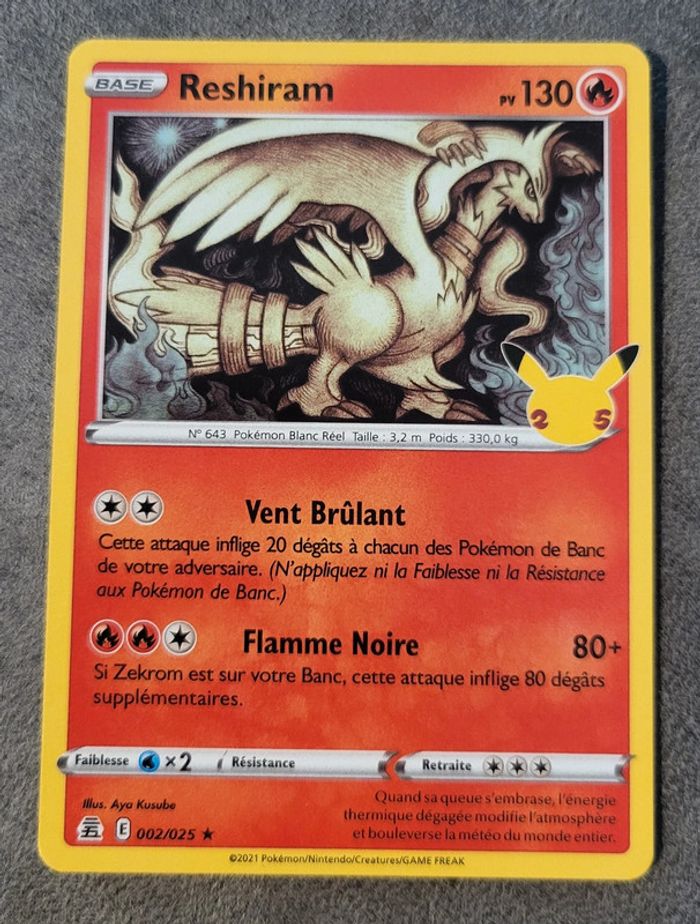 BASE Reshiram PV 130
N° 643 Pokémon Blanc Réel Taille : 3,2 m Poids : 330,0 kg
25
Vent Brûlant
Cette attaque inflige 20 dégâts à chacun des Pokémon de Banc
de votre adversaire. (N'appliquez ni la Faiblesse ni la Résistance
aux Pokémon de Banc.)
Flamme Noire 80+
Si Zekrom est sur votre Banc, cette attaque inflige 80 dégâts
supplémentaires.
Faiblesse ×2 Résistance Retraite
Illus. Aya Kusube
Quand sa queue s'embrase, l'énergie
thermique dégagée modifie l'atmosphère
et bouleverse la météo du monde entier.
E 002/025 ★
©2021 Pokémon/Nintendo/Creatures/GAME FREAK